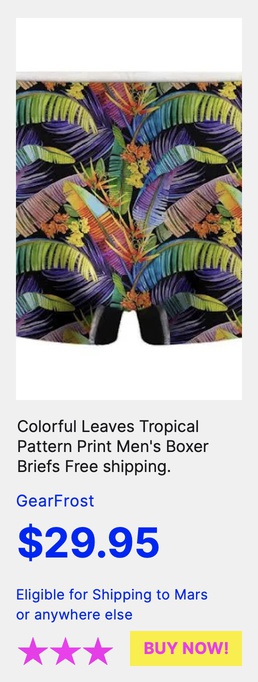 Colorful Leaves Tropical
Pattern Print Men's Boxer
Briefs Free shipping.
GearFrost
$29.95
Eligible for Shipping to Mars
or anywhere else
BUY NOW!